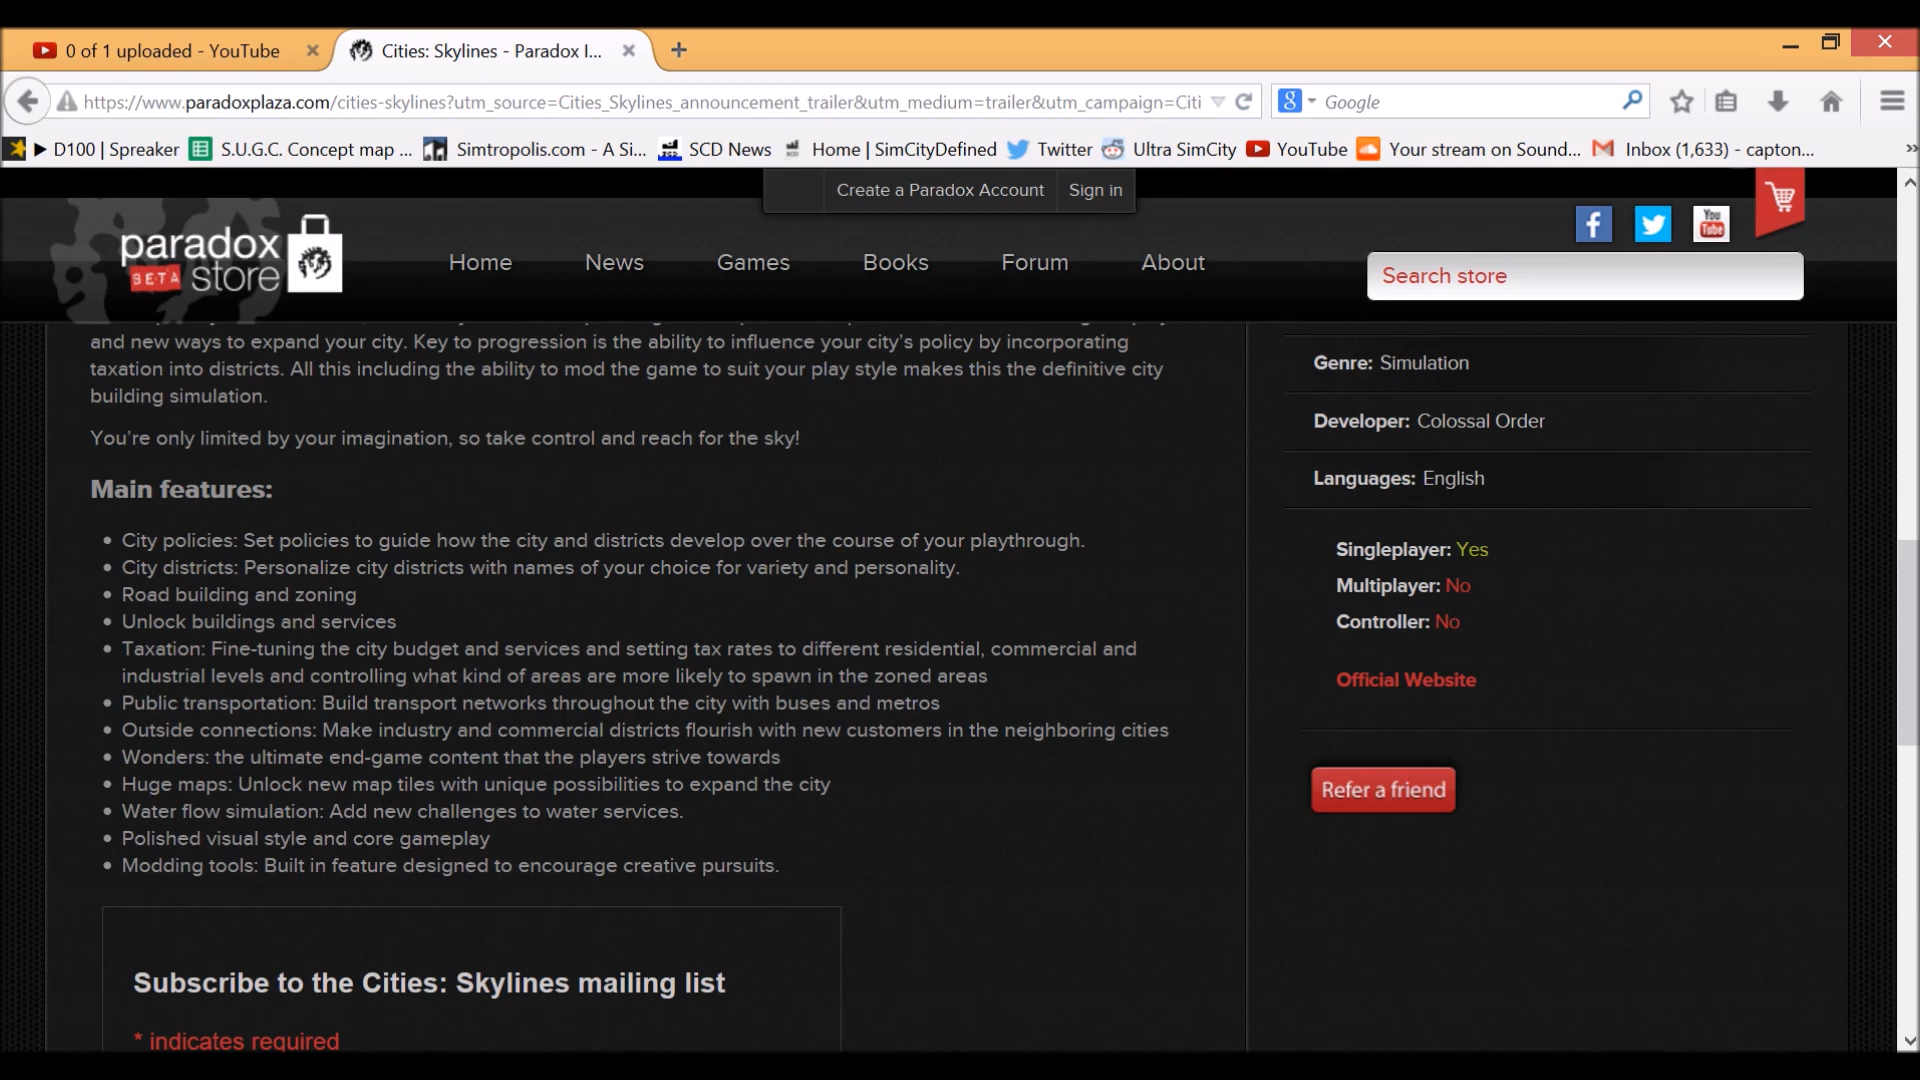 0 of 1 uploaded - YouTube
Cities: Skylines - Paradox I...
https://www.paradoxplaza.com/cities-skylines?utm_source=Cities_Skylines_announcement_trailer&utm_medium=trailer&utm_campaign=Citi
Google
D100 | Spreaker
S.U.G.C. Concept map ...
Simtropolis.com - A Si...
SCD News
Home | SimCityDefined
Twitter
Ultra SimCity
YouTube
Your stream on Sound...
Inbox (1,633) - capton...
Create a Paradox Account
Sign in
paradox
BETA store
Home
News
Games
Books
Forum
About
You
Tube
Search store
and new ways to expand your city. Key to progression is the ability to influence your city's policy by incorporating
taxation into districts. All this including the ability to mod the game to suit your play style makes this the definitive city
building simulation.
You're only limited by your imagination, so take control and reach for the sky!
Main features:
• City policies: Set policies to guide how the city and districts develop over the course of your playthrough.
• City districts: Personalize city districts with names of your choice for variety and personality.
• Road building and zoning
• Unlock buildings and services
• Taxation: Fine-tuning the city budget and services and setting tax rates to different residential, commercial and
industrial levels and controlling what kind of areas are more likely to spawn in the zoned areas
• Public transportation: Build transport networks throughout the city with buses and metros
• Outside connections: Make industry and commercial districts flourish with new customers in the neighboring cities
• Wonders: the ultimate end-game content that the players strive towards
• Huge maps: Unlock new map tiles with unique possibilities to expand the city
• Water flow simulation: Add new challenges to water services.
• Polished visual style and core gameplay
• Modding tools: Built in feature designed to encourage creative pursuits.
Subscribe to the Cities: Skylines mailing list
* indicates required
Genre: Simulation
Developer: Colossal Order
Languages: English
Singleplayer: Yes
Multiplayer: No
Controller: No
Official Website
Refer a friend